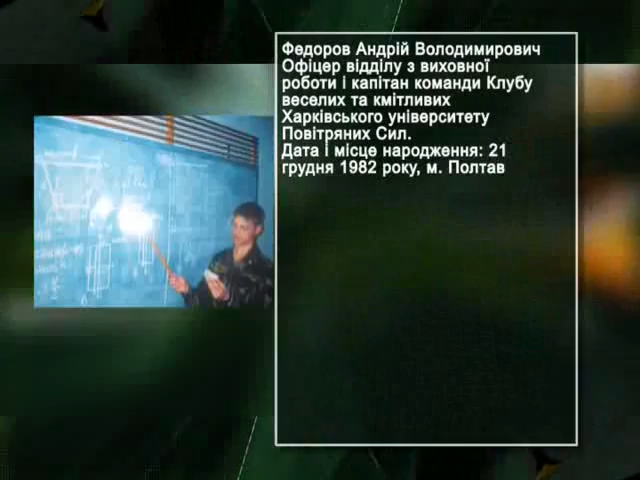 Федоров Андрій Володимирович
Офіцер відділу з виховної
роботи і капітан команди Клубу
веселих та кмітливих
Харківського університету
Повітряних Сил.
Дата і місце народження: 21
грудня 1982 року, м. Полтав